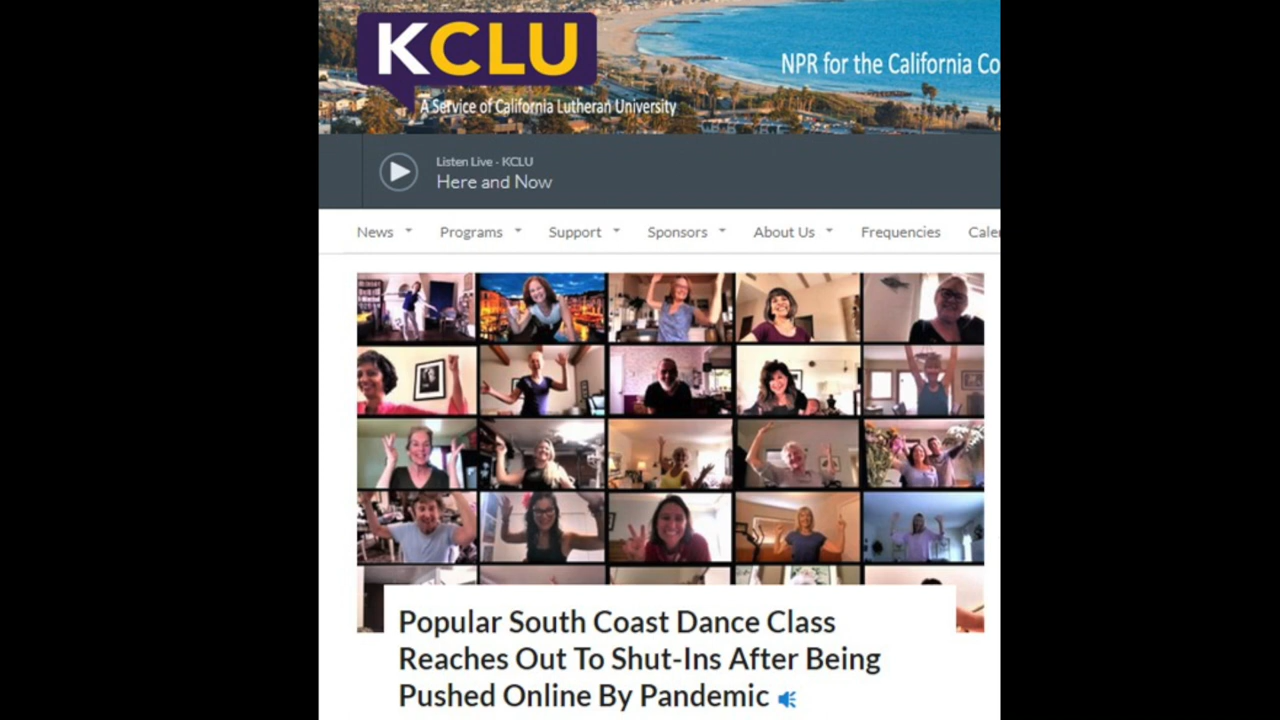 KCLU
NPR for the California Co
A Service of California Lutheran University
Listen Live - KCLU
Here and Now
News Programs Support Sponsors About Us Frequencies Caler
Popular South Coast Dance Class
Reaches Out To Shut-Ins After Being
Pushed Online By Pandemic